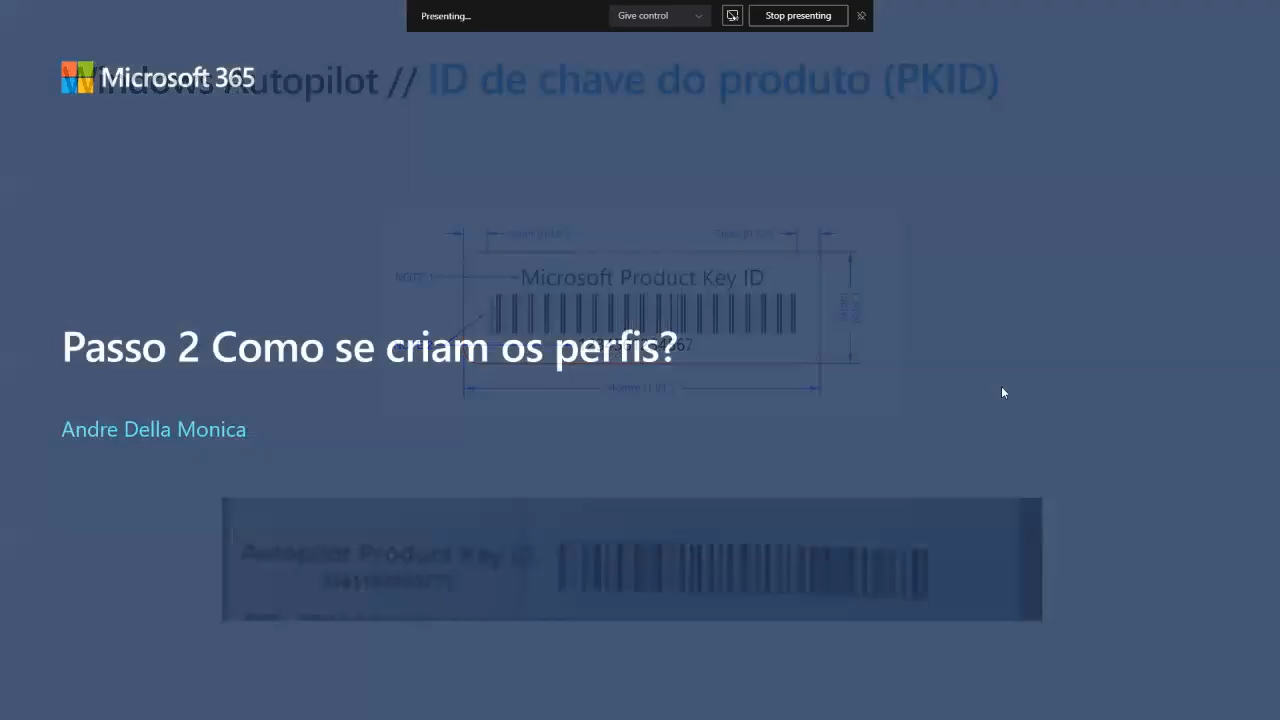 Presenting...
Give control
Stop presenting
Microsoft 365
Windows Autopilot // ID de chave do produto (PKID)
Microsoft Product Key ID
Passo 2 Como se criam os perfis?
Andre Della Monica
Autopilot Product Key ID